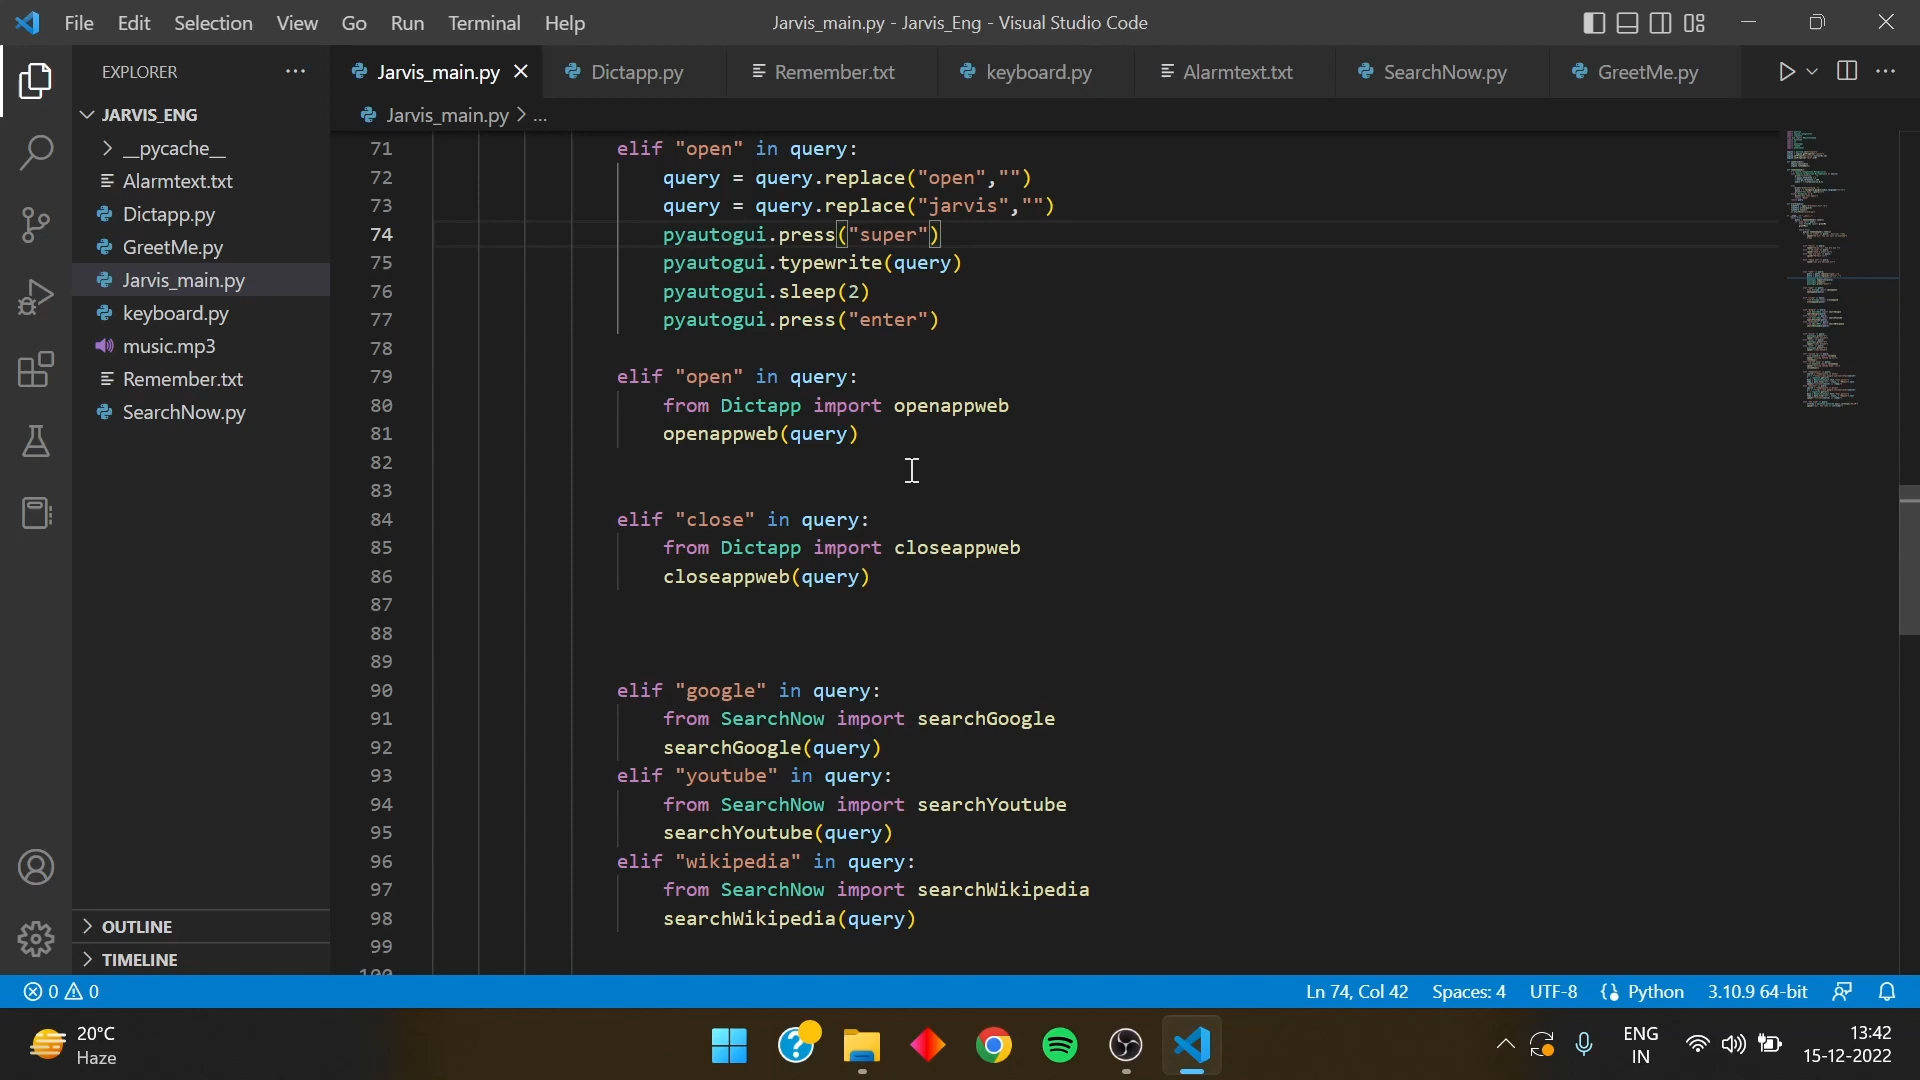 File Edit Selection View Go Run Terminal Help
Jarvis_main.py - Jarvis_Eng - Visual Studio Code
EXPLORER
JARVIS_ENG
__pycache__
Alarmtext.txt
Dictapp.py
GreetMe.py
Jarvis_main.py
keyboard.py
music.mp3
Remember.txt
SearchNow.py
OUTLINE
TIMELINE
Jarvis_main.py Dictapp.py Remember.txt keyboard.py Alarmtext.txt SearchNow.py GreetMe.py
Jarvis_main.py > ...
71 elif "open" in query:
72 query = query.replace("open","")
73 query = query.replace("jarvis","")
74 pyautogui.press("super")
75 pyautogui.typewrite(query)
76 pyautogui.sleep(2)
77 pyautogui.press("enter")
78
79 elif "open" in query:
80 from Dictapp import openappweb
81 openappweb(query)
82
83
84 elif "close" in query:
85 from Dictapp import closeappweb
86 closeappweb(query)
87
88
89
90 elif "google" in query:
91 from SearchNow import searchGoogle
92 searchGoogle(query)
93 elif "youtube" in query:
94 from SearchNow import searchYoutube
95 searchYoutube(query)
96 elif "wikipedia" in query:
97 from SearchNow import searchWikipedia
98 searchWikipedia(query)
99
100
0 0
Ln 74, Col 42 Spaces: 4 UTF-8 Python 3.10.9 64-bit
20°C
Haze
ENG
IN
13:42
15-12-2022